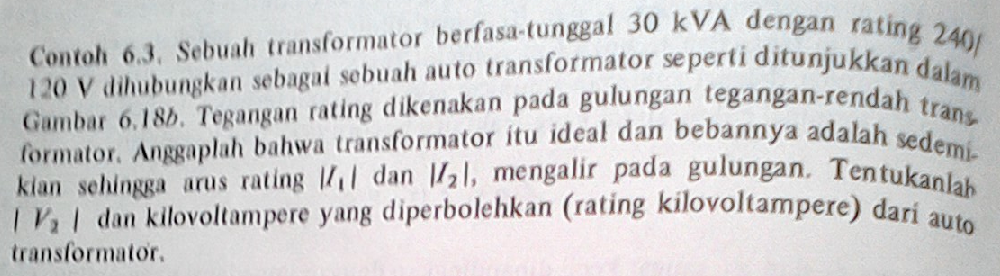 Contoh 6.3. Sebuah transformator berfasa-tunggal 30 kVA dengan rating 240/
120 V dihubungkan sebagai sebuah auto transformator seperti ditunjukkan dalam
Gambar 6.18b. Tegangan rating dikenakan pada gulungan tegangan-rendah trans-
formator. Anggaplah bahwa transformator itu ideal dan bebannya adalah sedemi-
kian sehingga arus rating |I₁| dan |I₂|, mengalir pada gulungan. Tentukanlah
| V₂ | dan kilovoltampere yang diperbolehkan (rating kilovoltampere) dari auto
transformator.